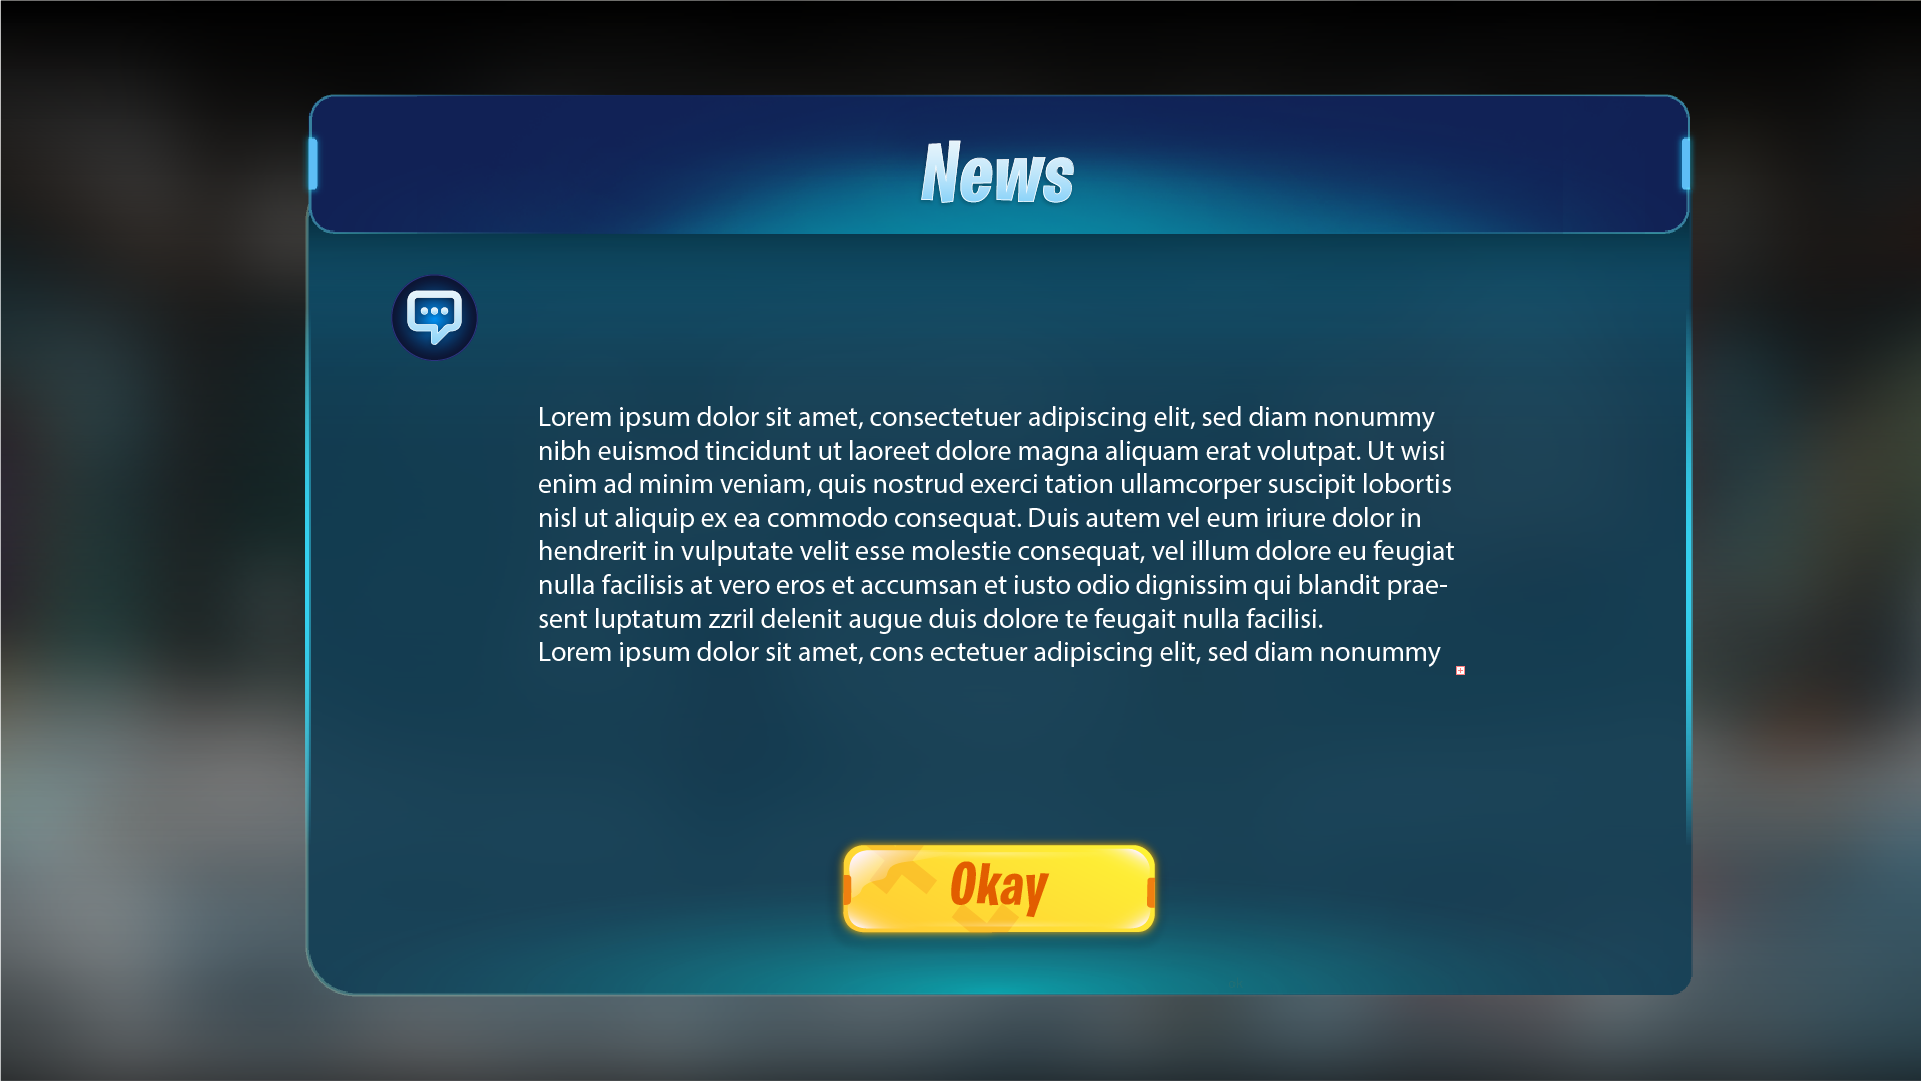 News
Lorem ipsum dolor sit amet, consectetuer adipiscing elit, sed diam nonummy
nibh euismod tincidunt ut laoreet dolore magna aliquam erat volutpat. Ut wisi
enim ad minim veniam, quis nostrud exerci tation ullamcorper suscipit lobortis
nisl ut aliquip ex ea commodo consequat. Duis autem vel eum iriure dolor in
hendrerit in vulputate velit esse molestie consequat, vel illum dolore eu feugiat
nulla facilisis at vero eros et accumsan et iusto odio dignissim qui blandit prae-
sent luptatum zzril delenit augue duis dolore te feugait nulla facilisi.
Lorem ipsum dolor sit amet, cons ectetuer adipiscing elit, sed diam nonummy
Okay